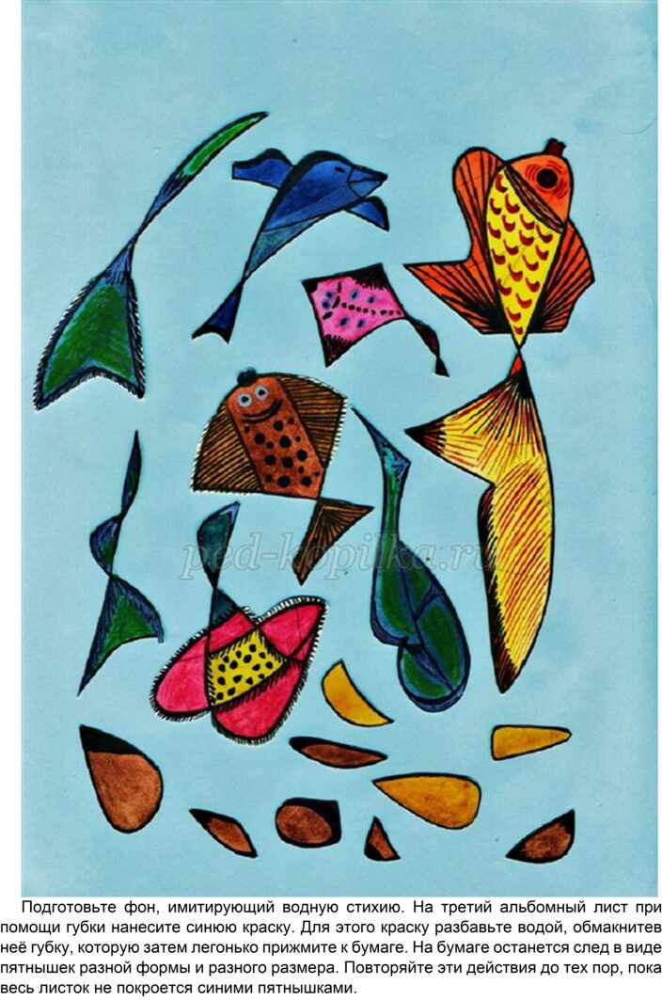 ped-kopilka.ru
Подготовьте фон, имитирующий водную стихию. На третий альбомный лист при
помощи губки нанесите синюю краску. Для этого краску разбавьте водой, обмакнитев
неё губку, которую затем легонько прижмите к бумаге. На бумаге останется след в виде
пятнышек разной формы и разного размера. Повторяйте эти действия до тех пор, пока
весь листок не покроется синими пятнышками.